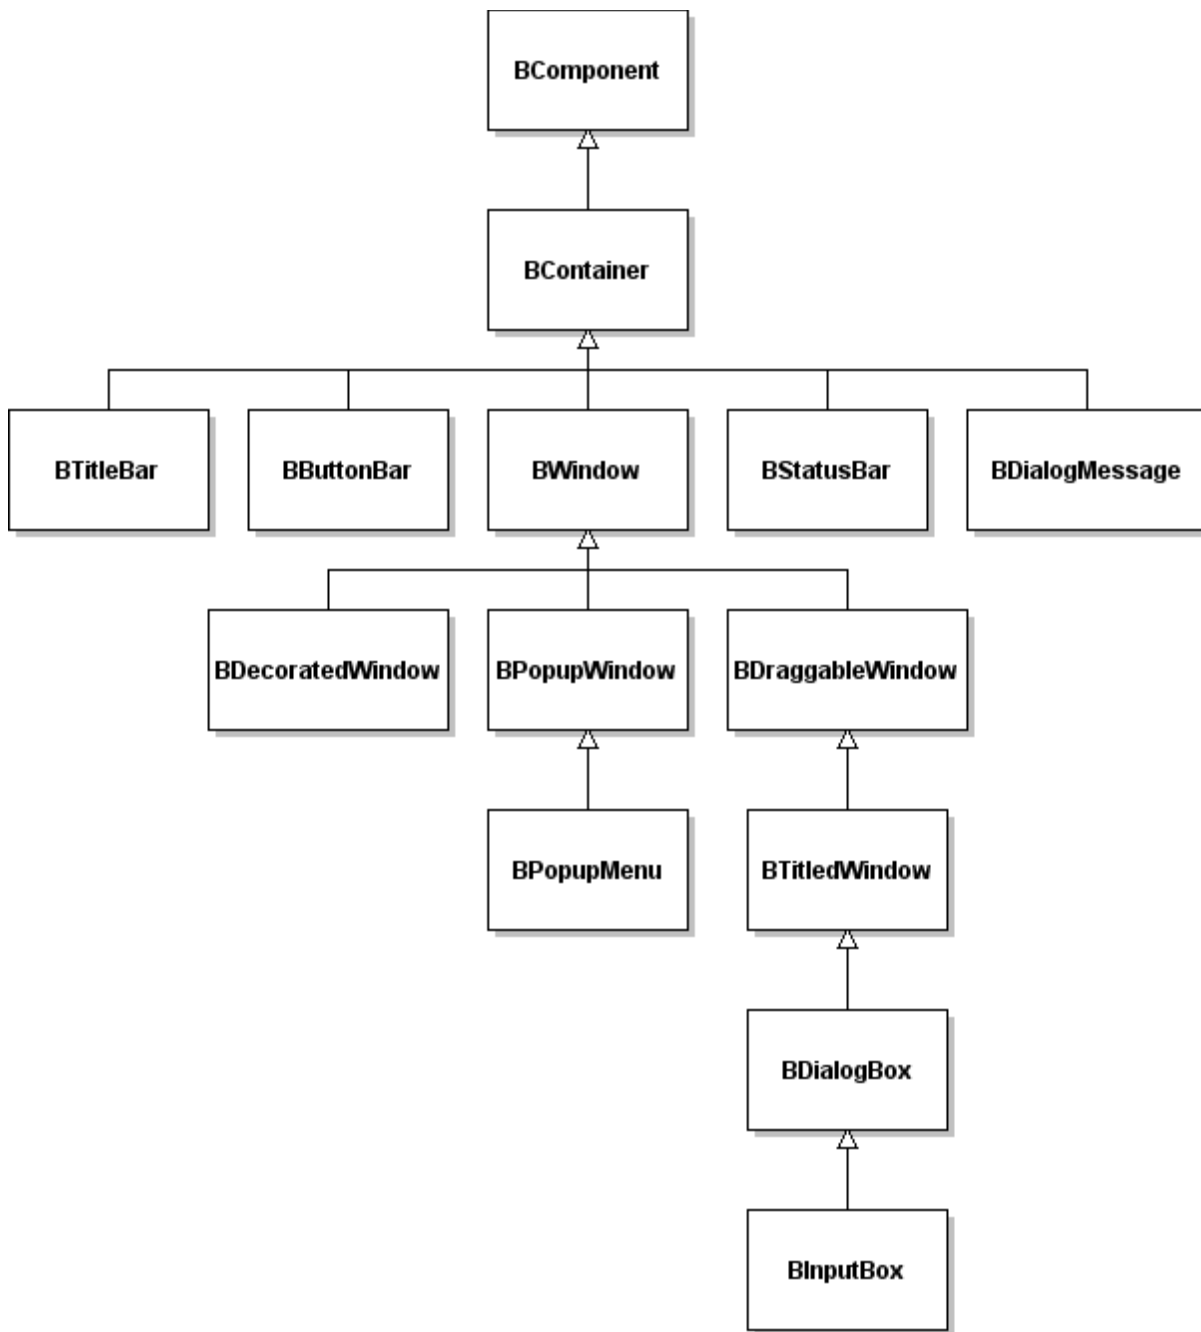 BComponent
BContainer
BTitleBar
BButtonBar
BWindow
BStatusBar
BDialogMessage
BDecoratedWindow
BPopupWindow
BDraggableWindow
BPopupMenu
BTitledWindow
BDialogBox
BInputBox